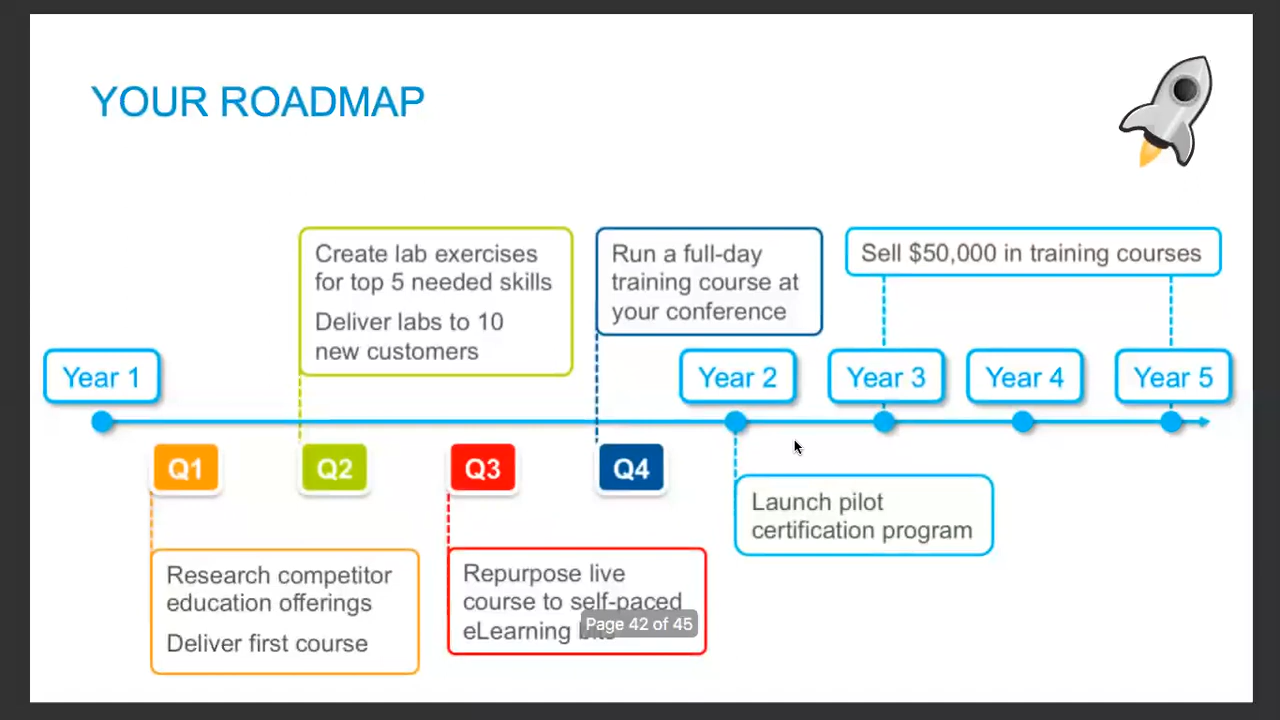 YOUR ROADMAP
Create lab exercises
for top 5 needed skills
Deliver labs to 10
new customers
Run a full-day
training course at
your conference
Sell $50,000 in training courses
Year 1
Year 2
Year 3
Year 4
Year 5
Q1
Q2
Q3
Q4
Launch pilot
certification program
Research competitor
education offerings
Deliver first course
Repurpose live
course to self-paced
eLearning
Page 42 of 45